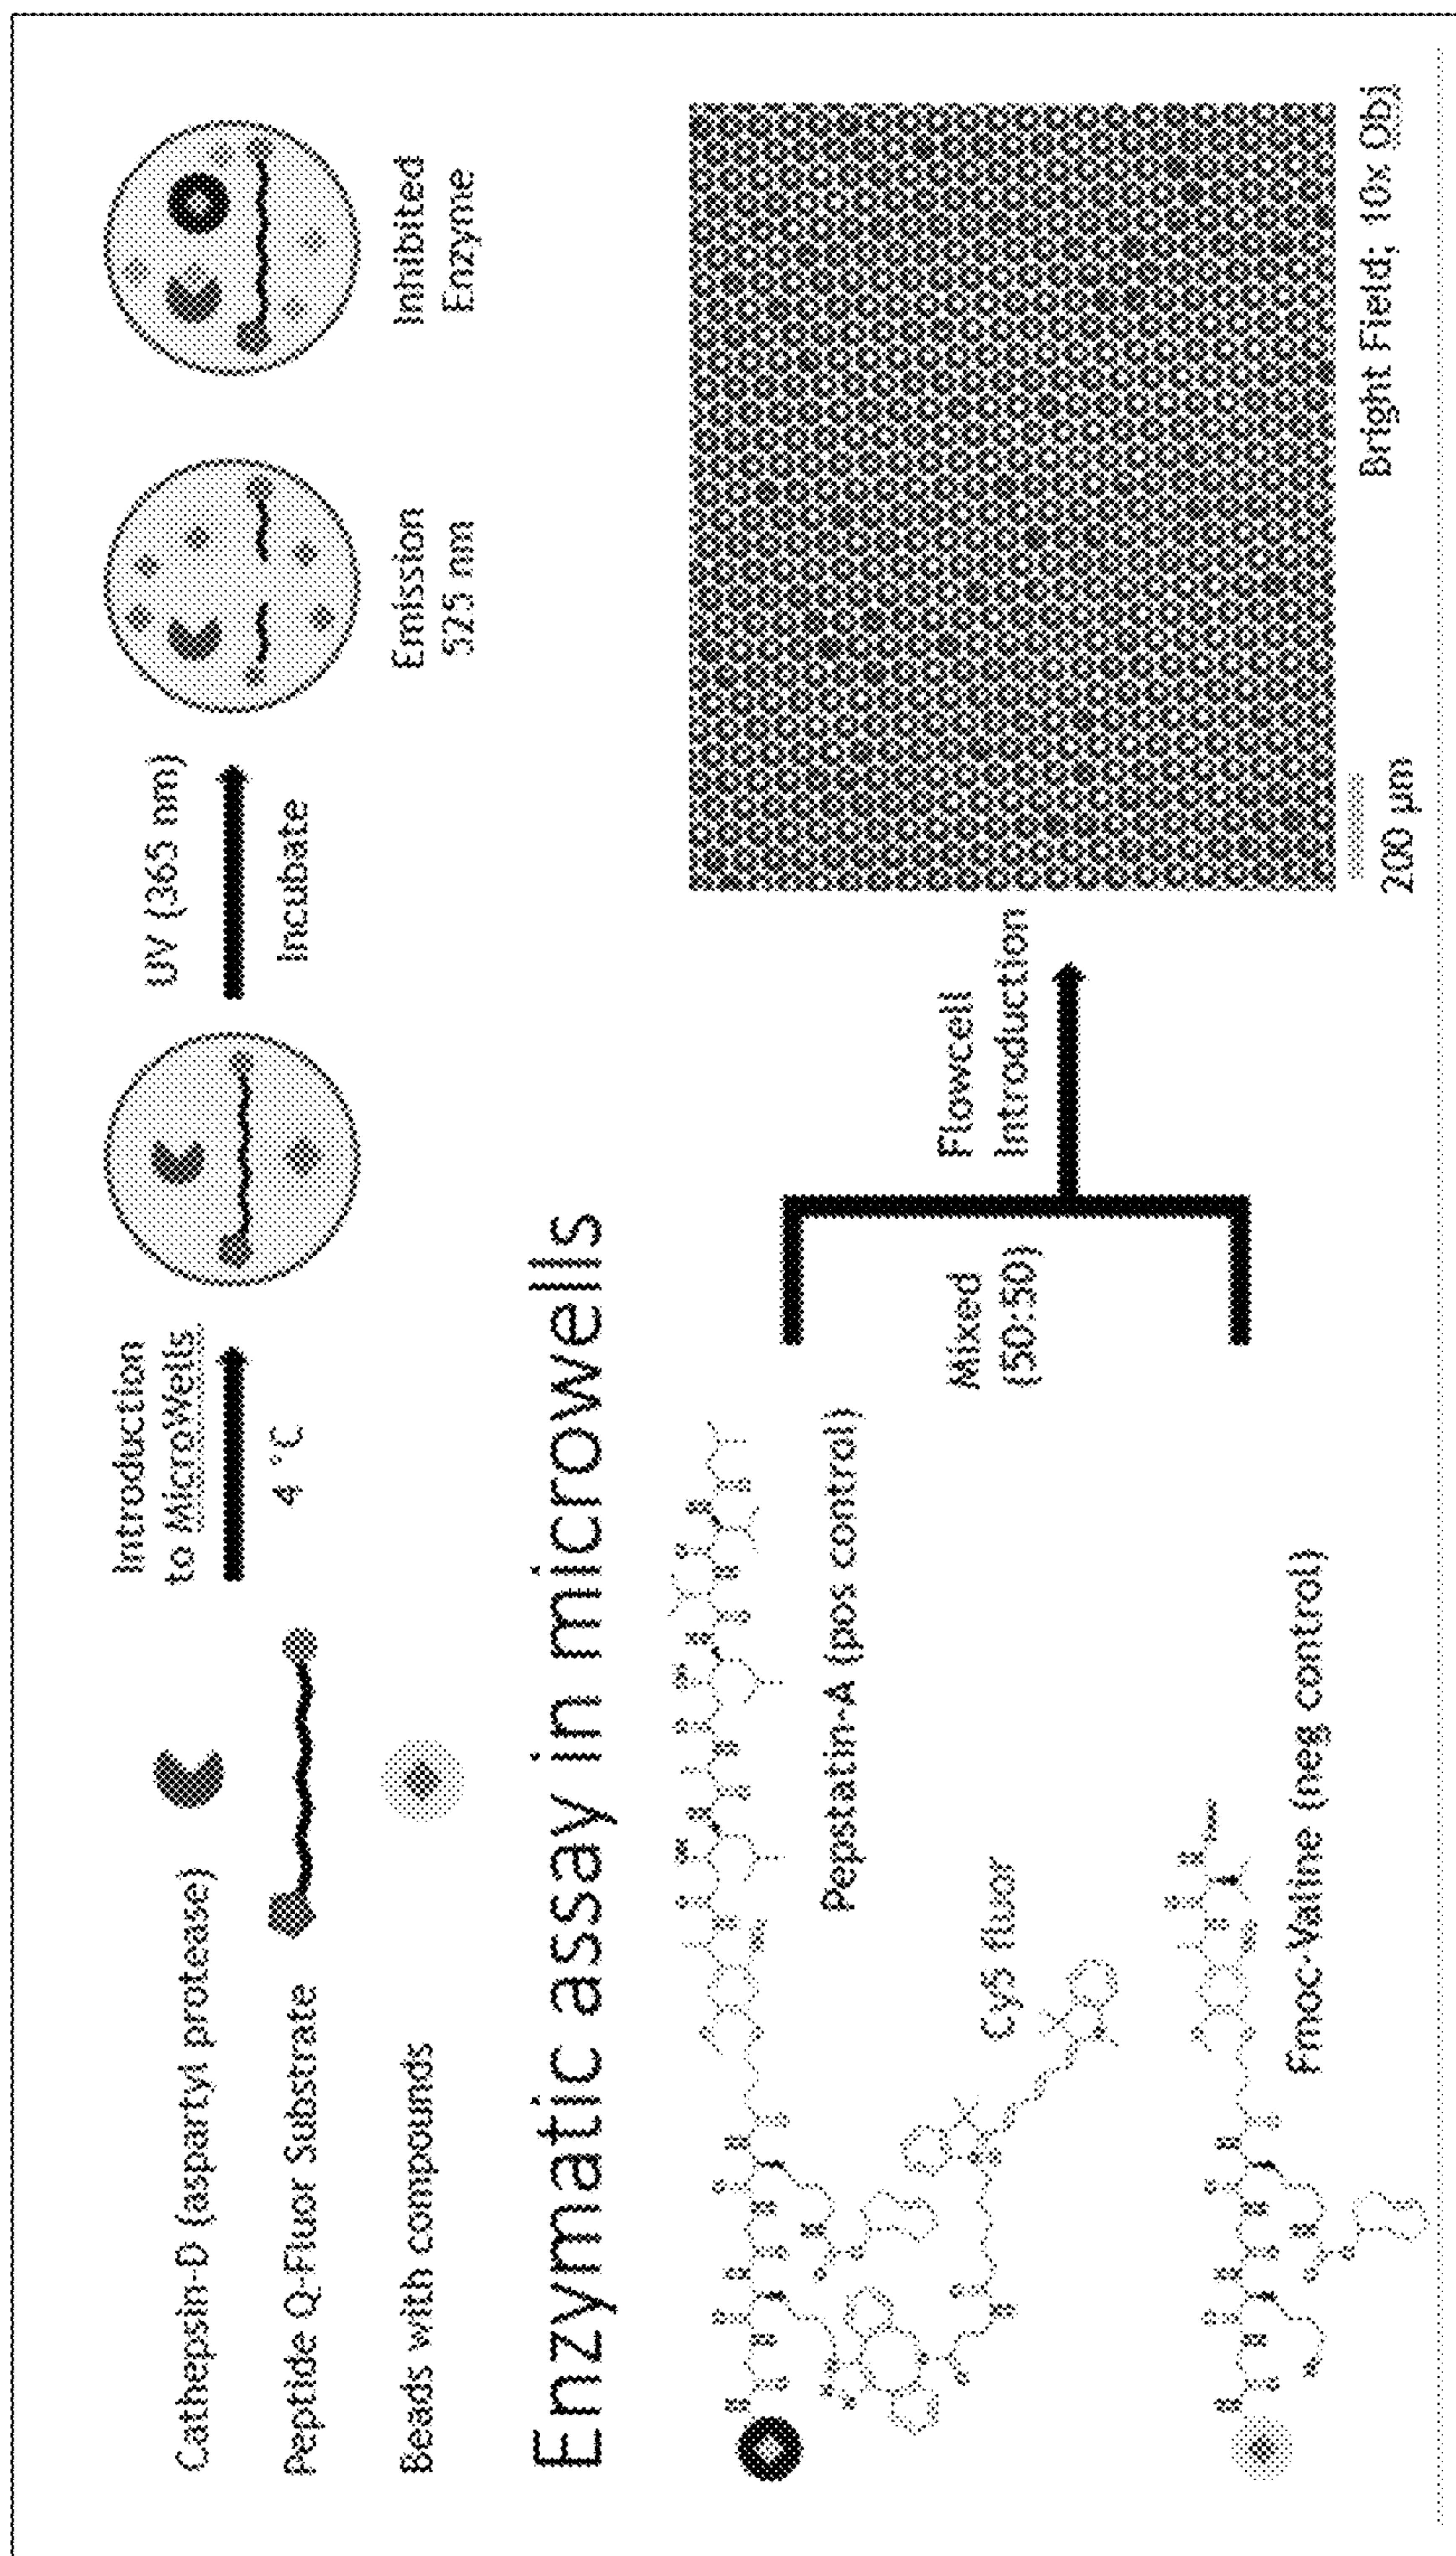 Cathepsin-D (aspartyl protease)
Peptide Q-Fluor Substrate
Beads with compounds
Introduction
to MicroWells
4 °C
UV (365 nm)
Incubate
Emission
525 nm
Inhibited
Enzyme
Enzymatic assay in microwells
Pepstatin-A (pos control)
Cy5 fluor
Fmoc-Valine (neg control)
Mixed
(50:50)
Flowcell
Introduction
200 µm
Bright Field; 10x Obj